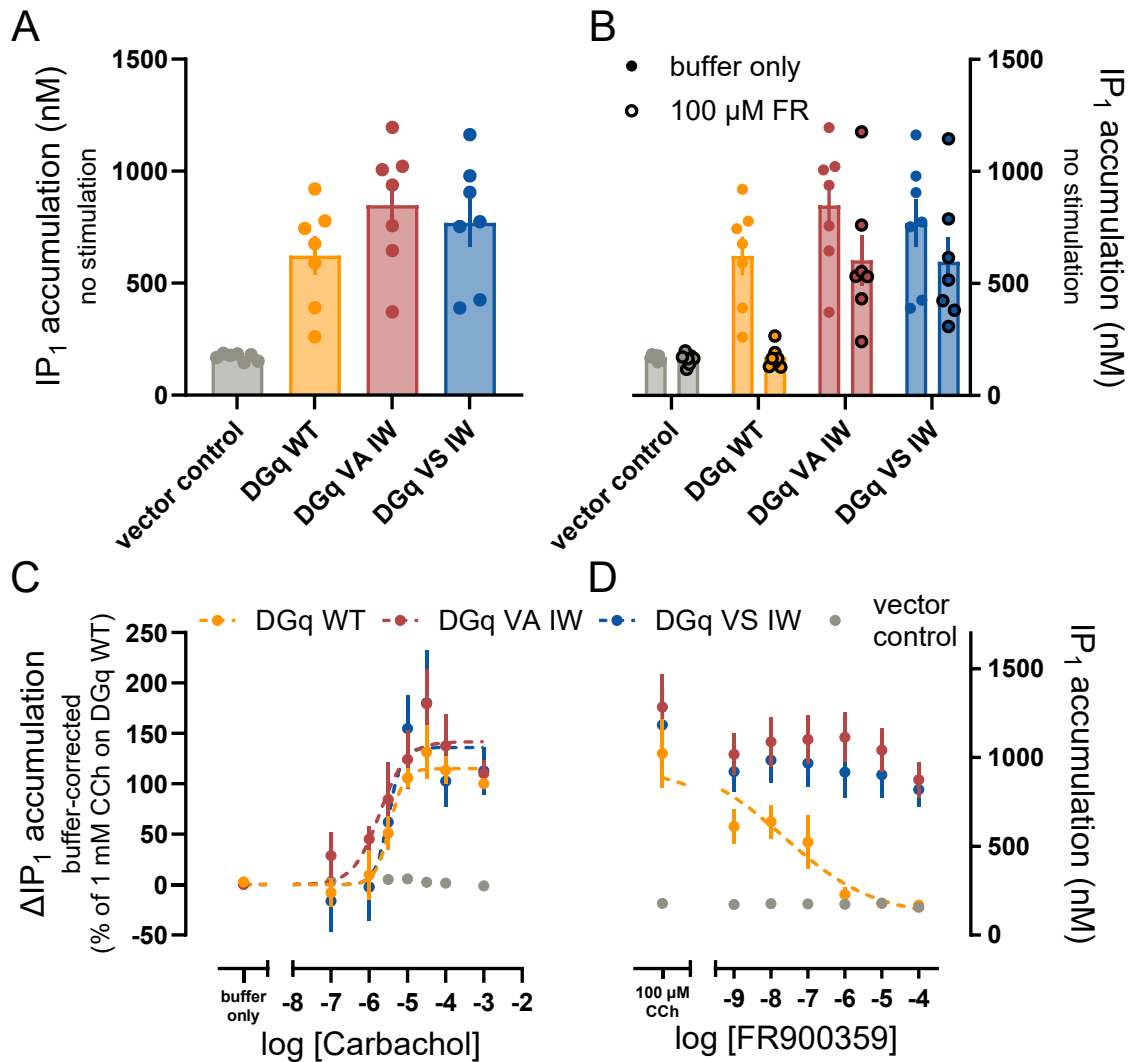 A
IP₁ accumulation (nM)
no stimulation
1500
1000
500
0
vector control
DGq WT
DGq VA IW
DGq VS IW
B
buffer only
100 µM FR
1500
1000
500
0
IP₁ accumulation (nM)
no stimulation
vector control
DGq WT
DGq VA IW
DGq VS IW
C
DGq WT
DGq VA IW
DGq VS IW
ΔIP₁ accumulation
buffer-corrected
(% of 1 mM CCh on DGq WT)
250
200
150
100
50
0
-50
buffer
only
-8 -7 -6 -5 -4 -3 -2
log [Carbachol]
D
vector
control
1500
1000
500
0
IP₁ accumulation (nM)
100 µM
CCh
-9 -8 -7 -6 -5 -4
log [FR900359]